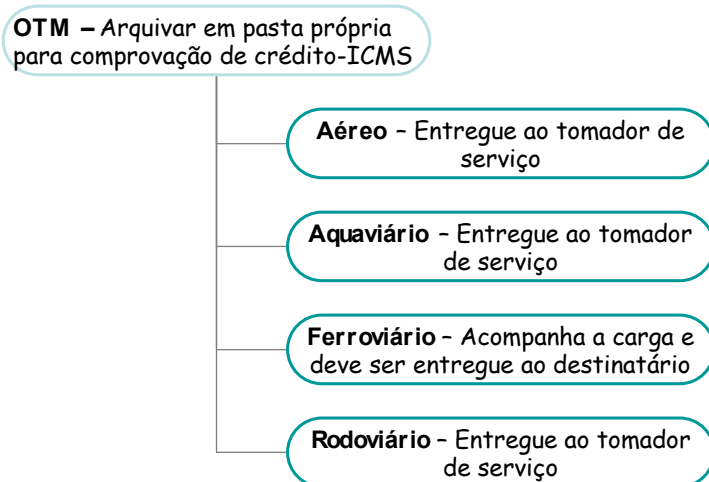 OTM – Arquivar em pasta própria
para comprovação de crédito-ICMS
Aéreo – Entregue ao tomador de
serviço
Aquaviário – Entregue ao tomador
de serviço
Ferroviário – Acompanha a carga e
deve ser entregue ao destinatário
Rodoviário – Entregue ao tomador
de serviço